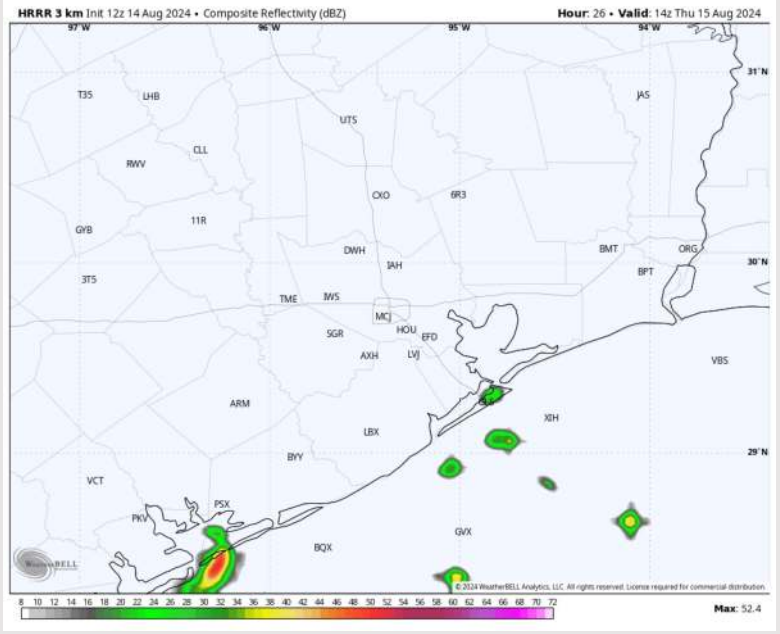 HRRR 3 km Init 12z 14 Aug 2024 • Composite Reflectivity (dBZ)
Hour: 26 • Valid: 14z Thu 15 Aug 2024
97°W 96°W 95°W 94°W
31°N
T35 LHB JAS
UTS
CLL
RWV
CXO 6R3
11R
GYB
DWH BMT ORG
30°N
IAH
BPT
3T5
TME IWS
MCJ
HOU
SGR EFD
AXH LVJ
VBS
ARM GLS
XIH
LBX
29°N
BYY
VCT
PSX
PKV
GVX
BQX
WeatherBELL
© 2024 WeatherBELL Analytics, LLC. All rights reserved. License required for commercial distribution.
8 10 12 14 16 18 20 22 24 26 28 30 32 34 36 38 40 42 44 46 48 50 52 54 56 58 60 62 64 66 68 70 72
Max: 52.4